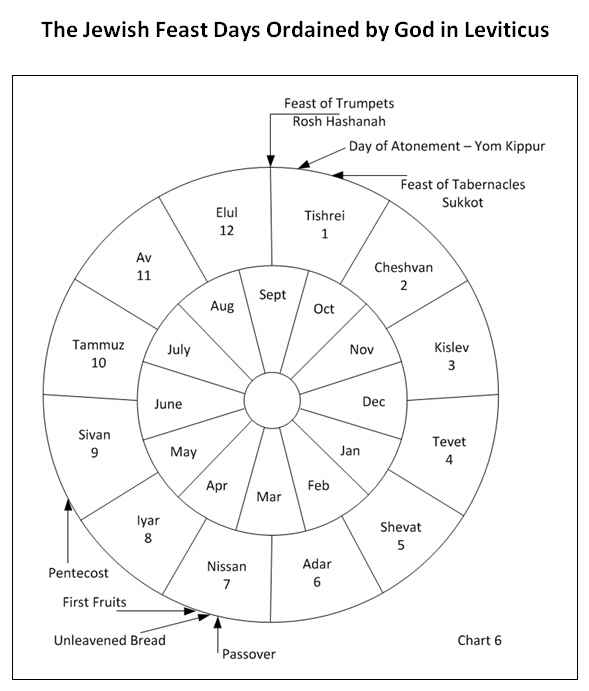 The Jewish Feast Days Ordained by God in Leviticus
Feast of Trumpets
Rosh Hashanah
Day of Atonement – Yom Kippur
Feast of Tabernacles
Sukkot
Tishrei
1
Cheshvan
2
Kislev
3
Tevet
4
Shevat
5
Adar
6
Nissan
7
Iyar
8
Sivan
9
Tammuz
10
Av
11
Elul
12
Sept
Oct
Nov
Dec
Jan
Feb
Mar
Apr
May
June
July
Aug
Pentecost
First Fruits
Unleavened Bread
Passover
Chart 6